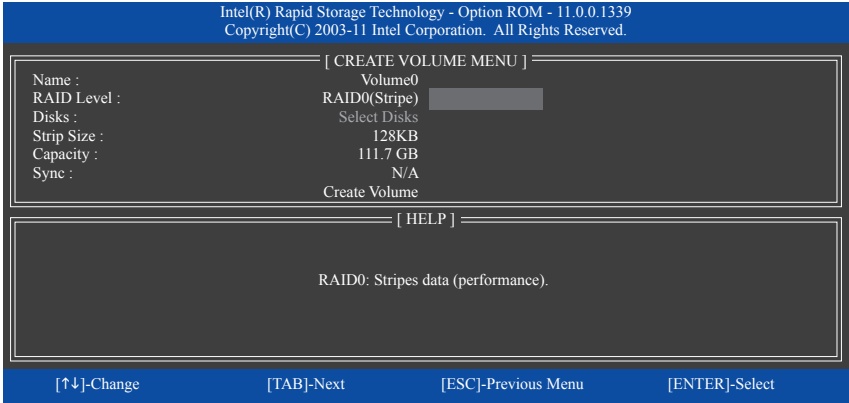 Intel(R) Rapid Storage Technology - Option ROM - 11.0.0.1339
Copyright(C) 2003-11 Intel Corporation. All Rights Reserved.
[ CREATE VOLUME MENU ]
Name : Volume0
RAID Level : RAID0(Stripe)
Disks : Select Disks
Strip Size : 128KB
Capacity : 111.7 GB
Sync : N/A
Create Volume
[ HELP ]
RAID0: Stripes data (performance).
[↑↓]-Change [TAB]-Next [ESC]-Previous Menu [ENTER]-Select